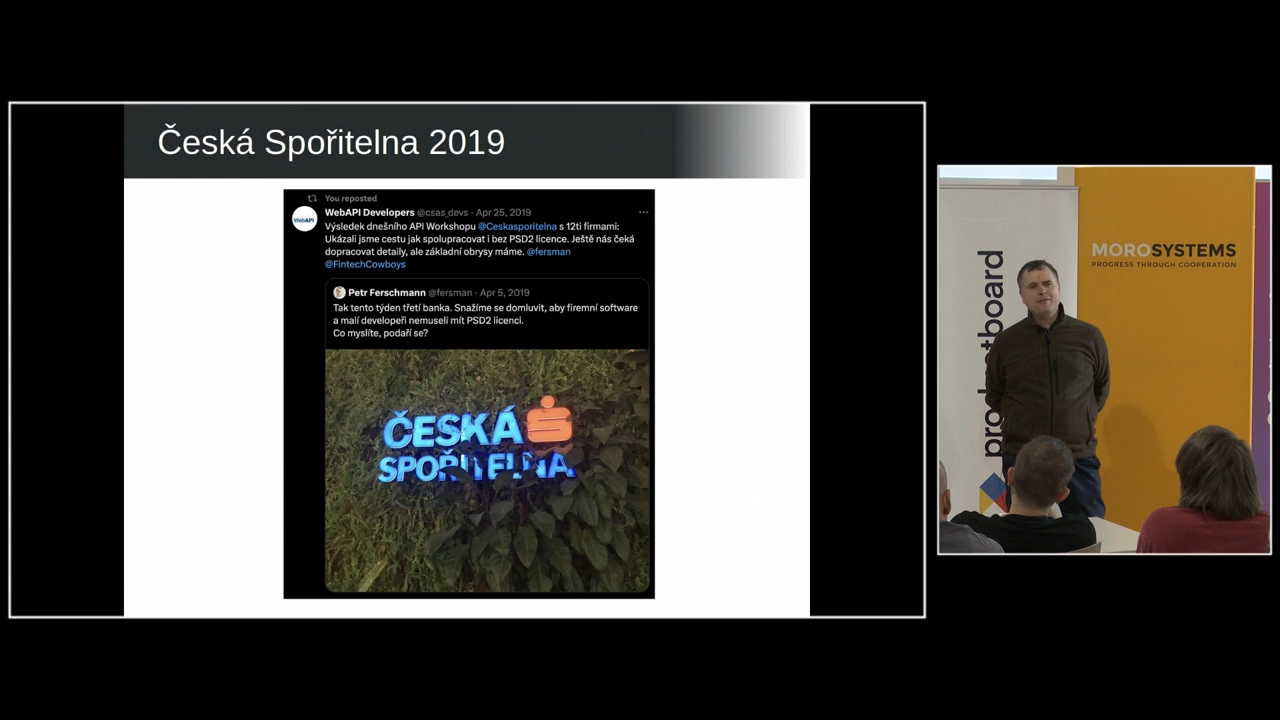 Česká Spořitelna 2019
You reposted
WebAPI Developers @csas_devs · Apr 25, 2019
WebAPI
Výsledek dnešního API Workshopu @Ceskasporitelna s 12ti firmami:
Ukázali jsme cestu jak spolupracovat i bez PSD2 licence. Ještě nás čeká
dopracovat detaily, ale základní obrysy máme. @fersman
@FintechCowboys
Petr Ferschmann @fersman · Apr 5, 2019
Tak tento týden třetí banka. Snažíme se domluvit, aby firemní software
a malí developeři nemuseli mít PSD2 licenci.
Co myslíte, podaří se?
ČESKÁ
SPOŘITELNA
MOROSYSTEMS
PROGRESS THROUGH COOPERATION